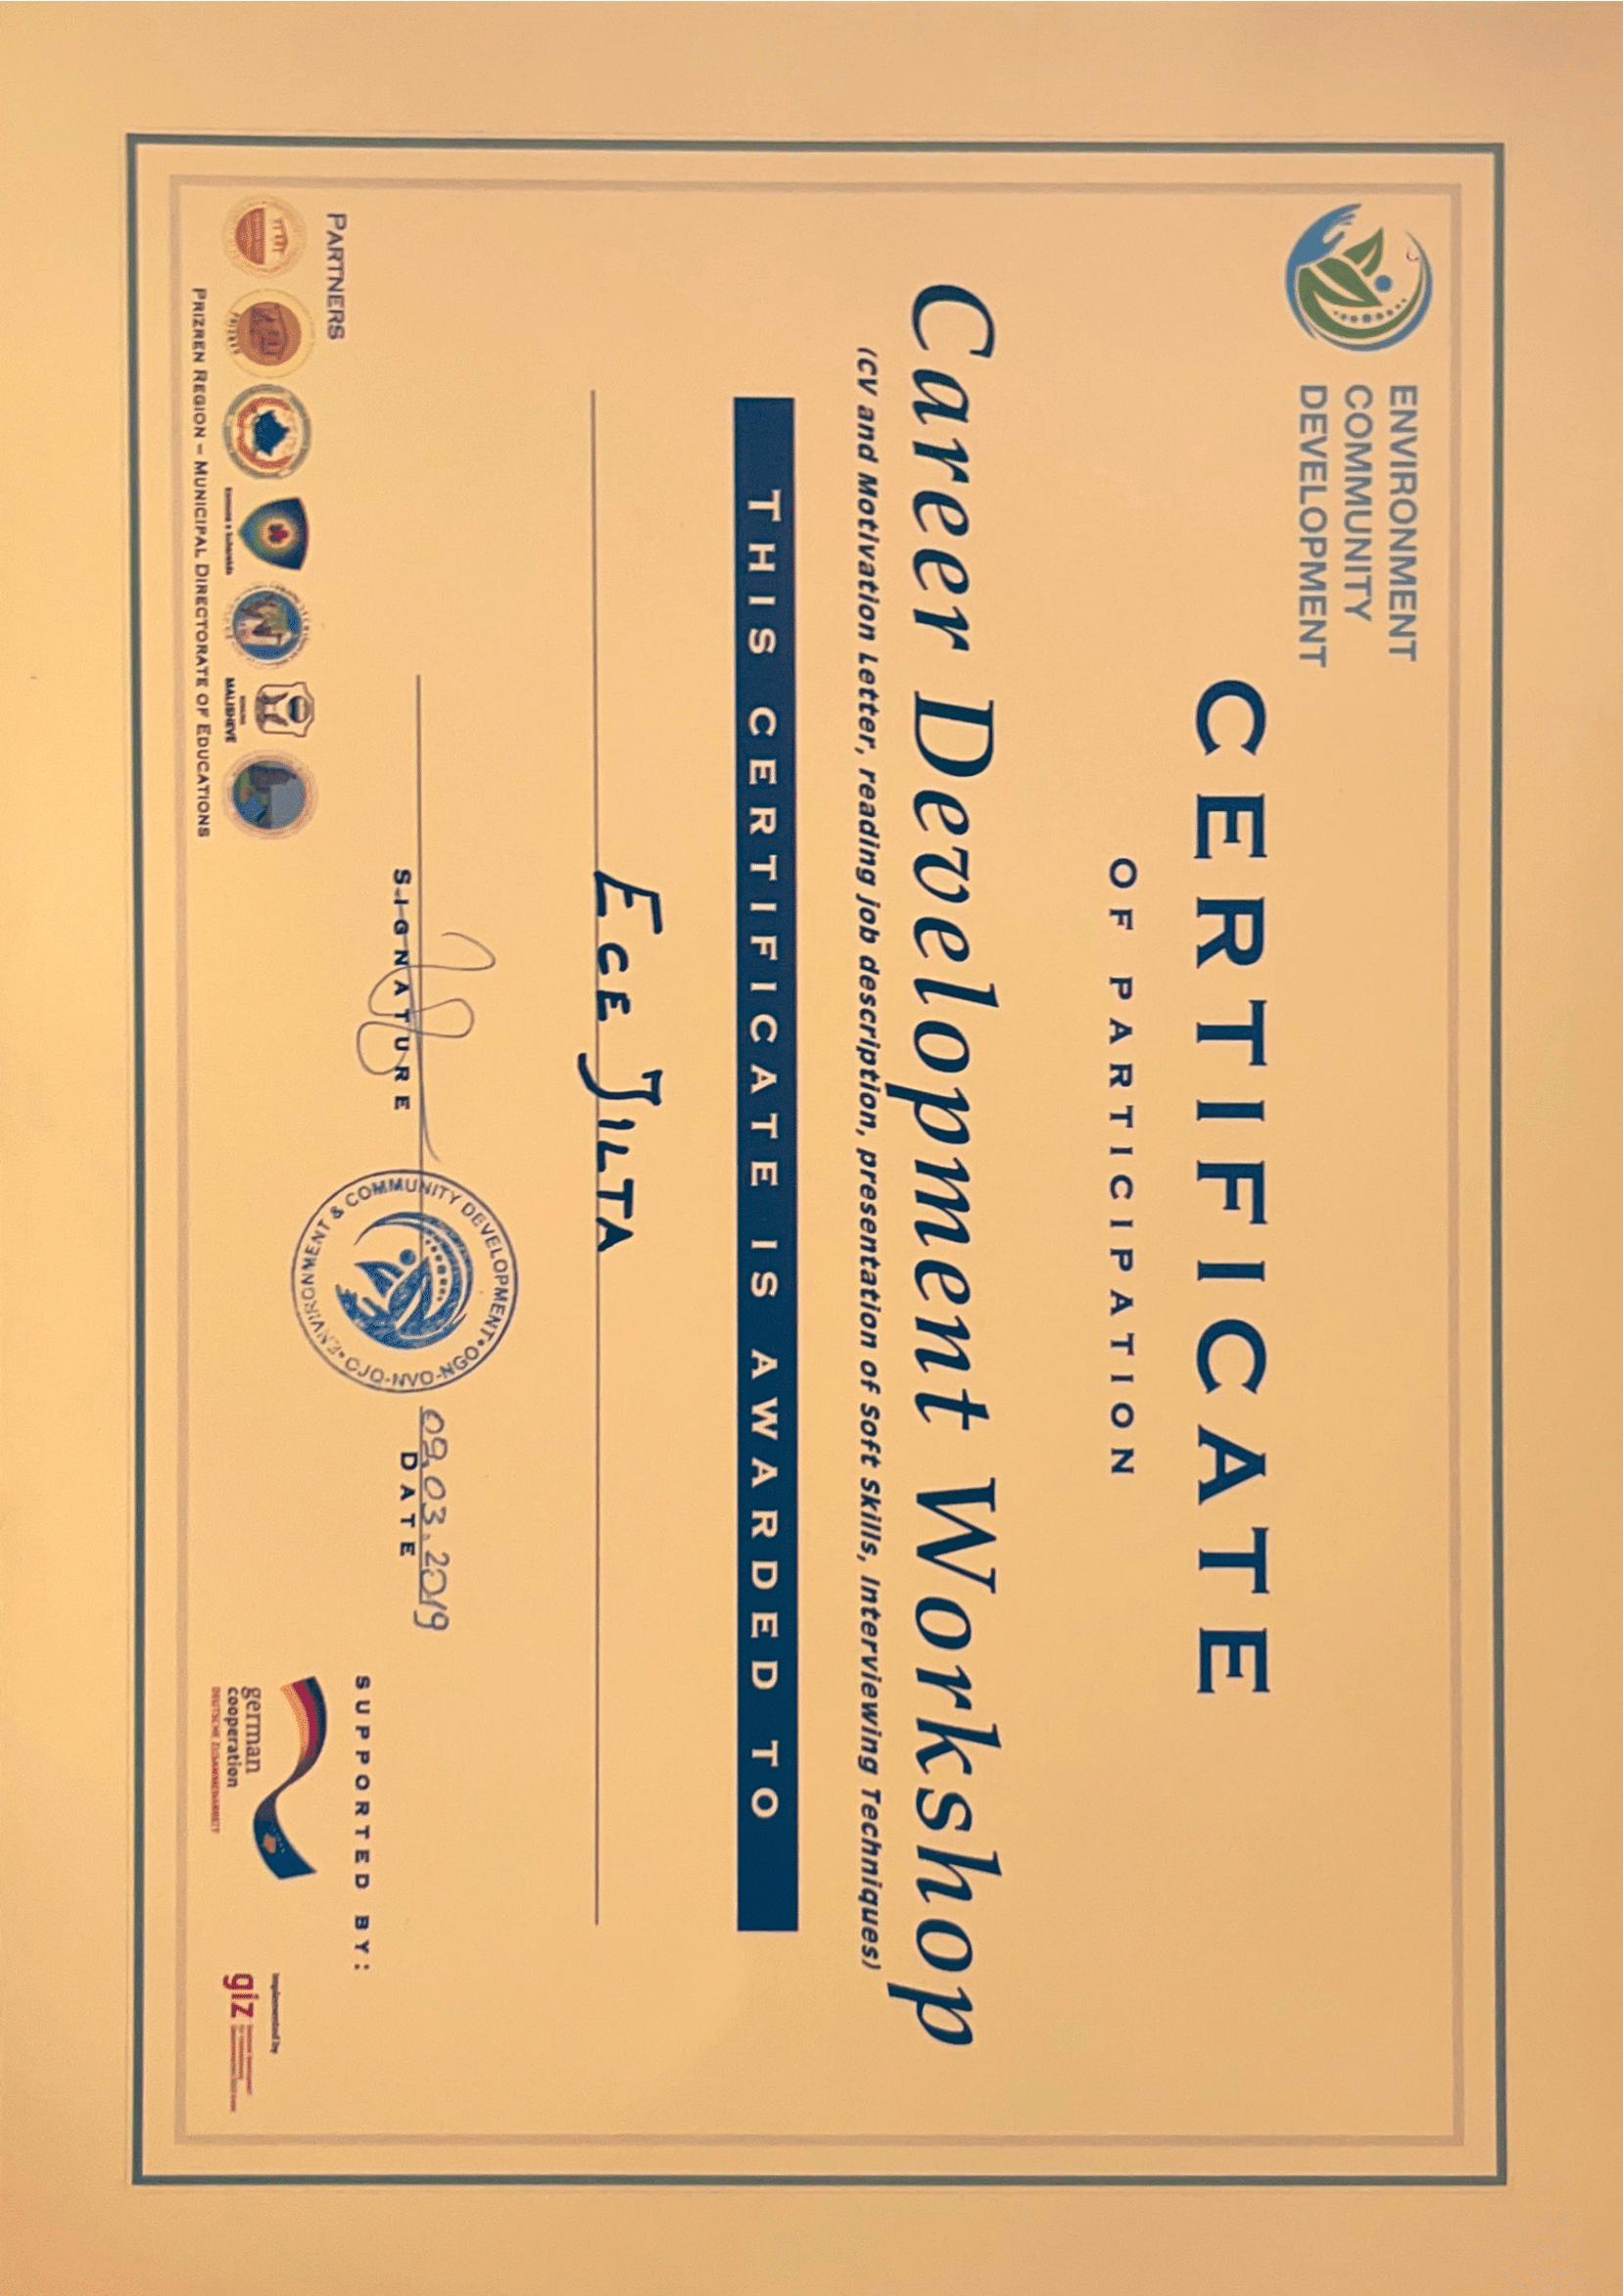 ENVIRONMENT
COMMUNITY
DEVELOPMENT
CERTIFICATE
OF PARTICIPATION
Career Development Workshop
(CV and Motivation Letter, reading job description, presentation of Soft Skills, Interviewing Techniques)
THIS CERTIFICATE IS AWARDED TO
ECE JILTA
SIGNATURE
ENVIRONMENT & COMMUNITY DEVELOPMENT
OJQ-NVO-NGO
09.03.2019
DATE
PARTNERS
MALISHEVË
PRIZREN REGION – MUNICIPAL DIRECTORATE OF EDUCATIONS
SUPPORTED BY:
german
cooperation
DEUTSCHE ZUSAMMENARBEIT
Implemented by
giz